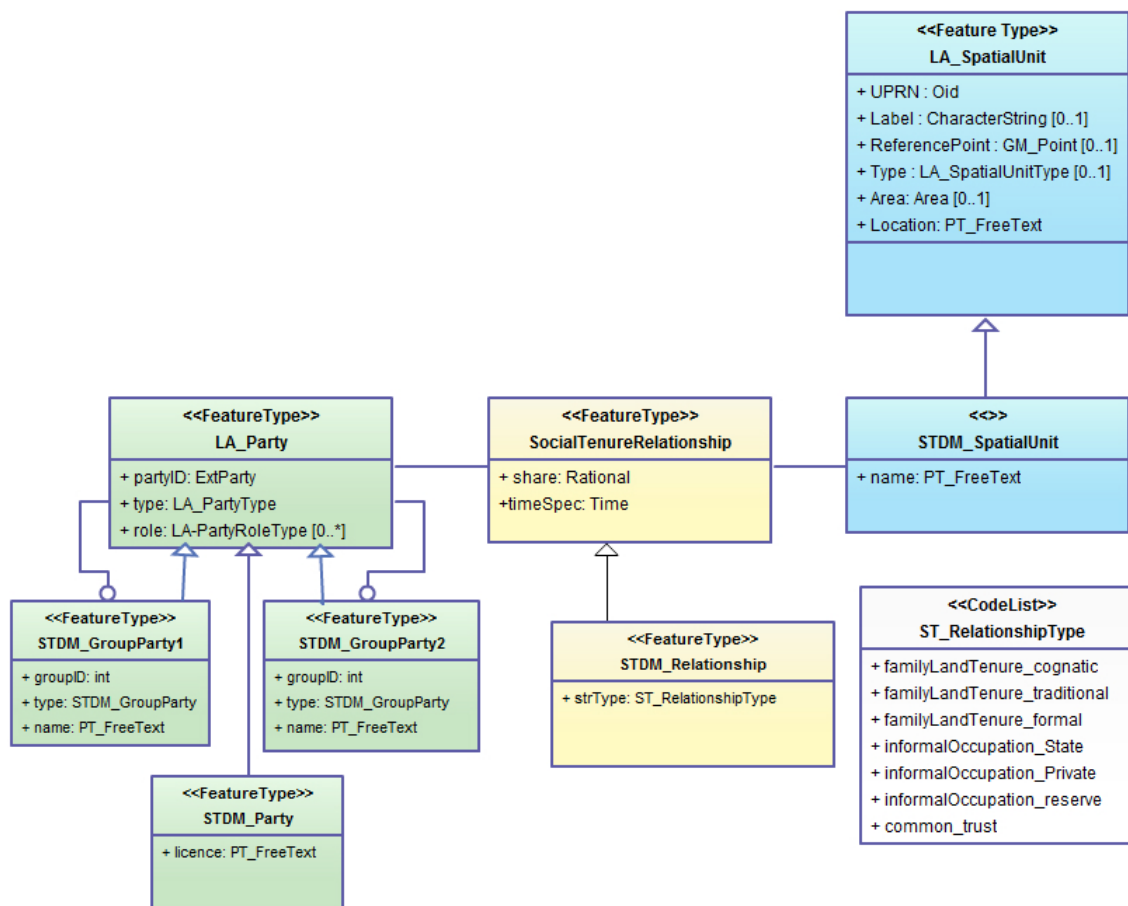 <<Feature Type>>
LA_SpatialUnit
+ UPRN : Oid
+ Label : CharacterString [0..1]
+ ReferencePoint : GM_Point [0..1]
+ Type : LA_SpatialUnitType [0..1]
+ Area: Area [0..1]
+ Location: PT_FreeText
<<FeatureType>>
LA_Party
+ partyID: ExtParty
+ type: LA_PartyType
+ role: LA-PartyRoleType [0..*]
<<FeatureType>>
SocialTenureRelationship
+ share: Rational
+timeSpec: Time
<<>>
STDM_SpatialUnit
+ name: PT_FreeText
<<FeatureType>>
STDM_GroupParty1
+ groupID: int
+ type: STDM_GroupParty
+ name: PT_FreeText
<<FeatureType>>
STDM_GroupParty2
+ groupID: int
+ type: STDM_GroupParty
+ name: PT_FreeText
<<FeatureType>>
STDM_Relationship
+ strType: ST_RelationshipType
<<CodeList>>
ST_RelationshipType
+ familyLandTenure_cognatic
+ familyLandTenure_traditional
+ familyLandTenure_formal
+ informalOccupation_State
+ informalOccupation_Private
+ informalOccupation_reserve
+ common_trust
<<FeatureType>>
STDM_Party
+ licence: PT_FreeText